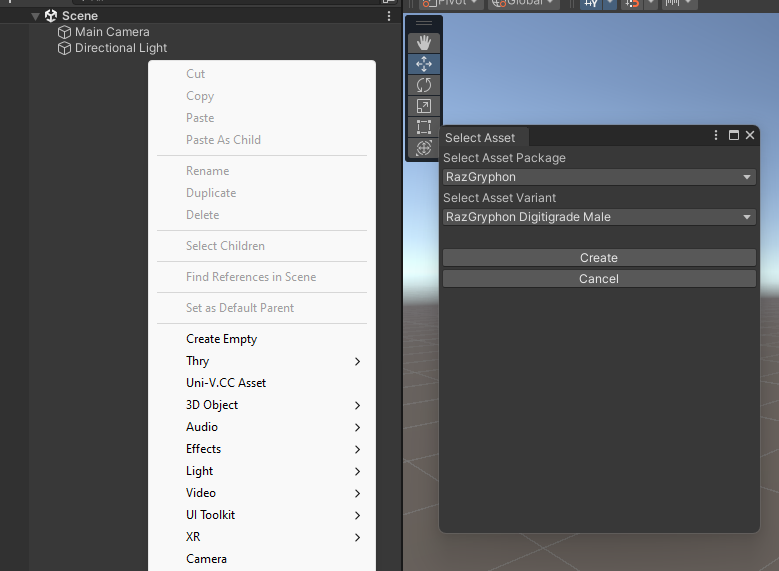 Scene
Main Camera
Directional Light
Cut
Copy
Paste
Paste As Child
Rename
Duplicate
Delete
Select Children
Find References in Scene
Set as Default Parent
Create Empty
Thry
Uni-V.CC Asset
3D Object
Audio
Effects
Light
Video
UI Toolkit
XR
Camera
Pivot
Global
Select Asset
Select Asset Package
RazGryphon
Select Asset Variant
RazGryphon Digitigrade Male
Create
Cancel